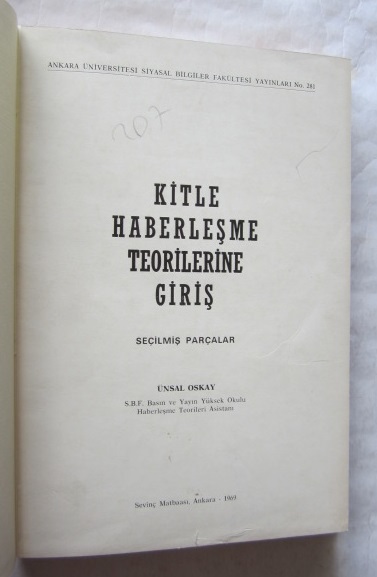 ANKARA ÜNİVERSİTESİ SİYASAL BİLGİLER FAKÜLTESİ YAYINLARI No. 281
207
KİTLE
HABERLEŞME
TEORİLERİNE
GİRİŞ
SEÇİLMİŞ PARÇALAR
ÜNSAL OSKAY
S.B.F. Basın ve Yayın Yüksek Okulu
Haberleşme Teorileri Asistanı
Sevinç Matbaası, Ankara - 1969